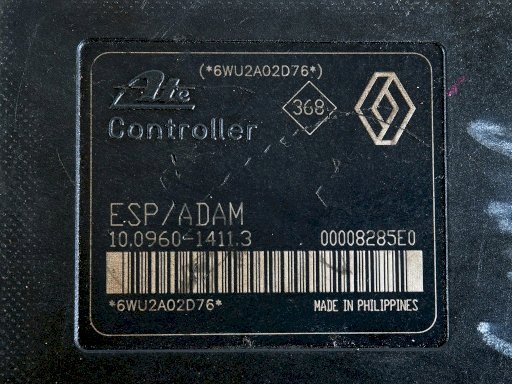 (*6WU2A02D76*)
Ate
368
Controller
ESP/ADAM
10.0960-1411.3 00008285E0
*6WU2A02D76* MADE IN PHILIPPINES